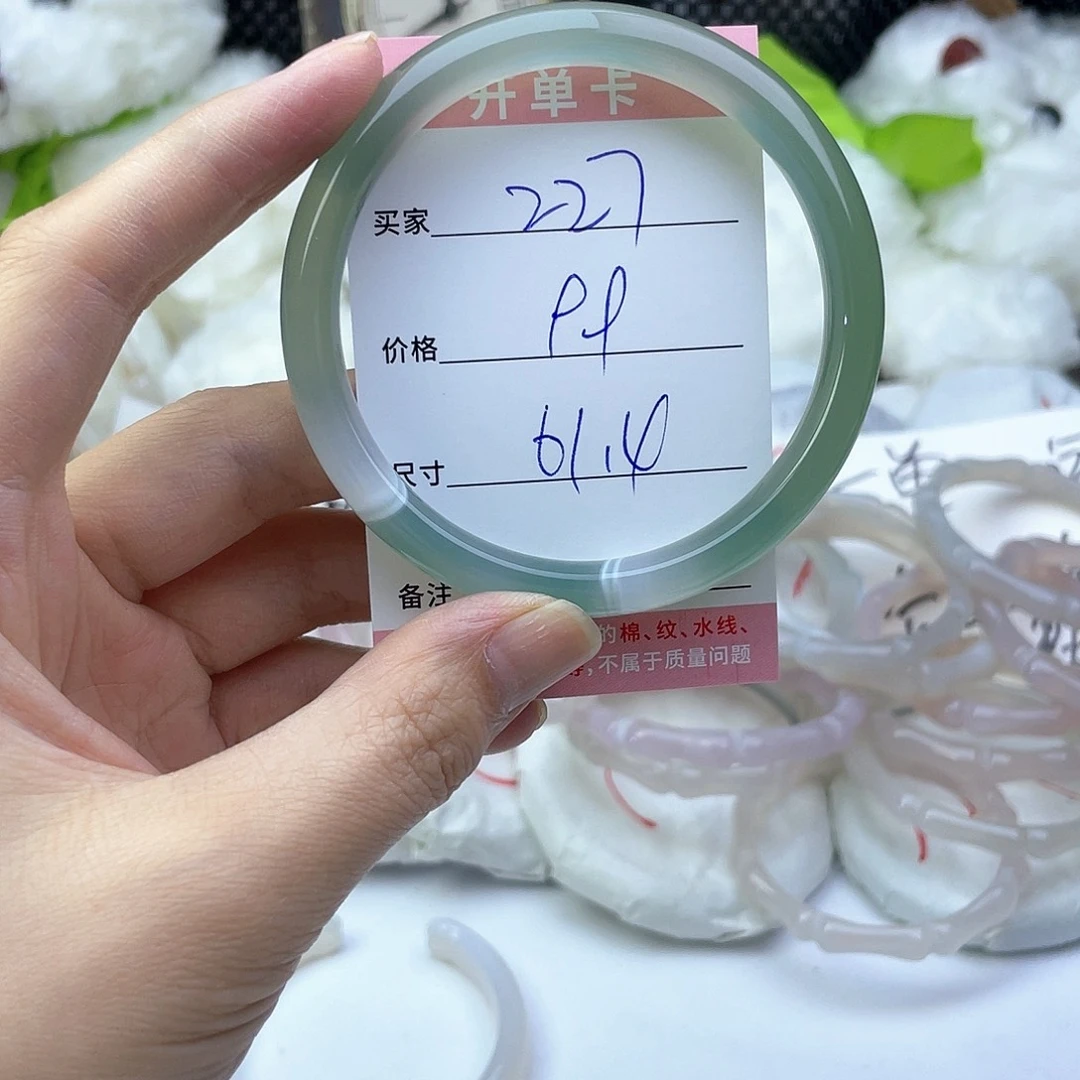 开单卡
买家 227
价格 99
尺寸 61.4
备注
的棉、纹、水线、
,不属于质量问题